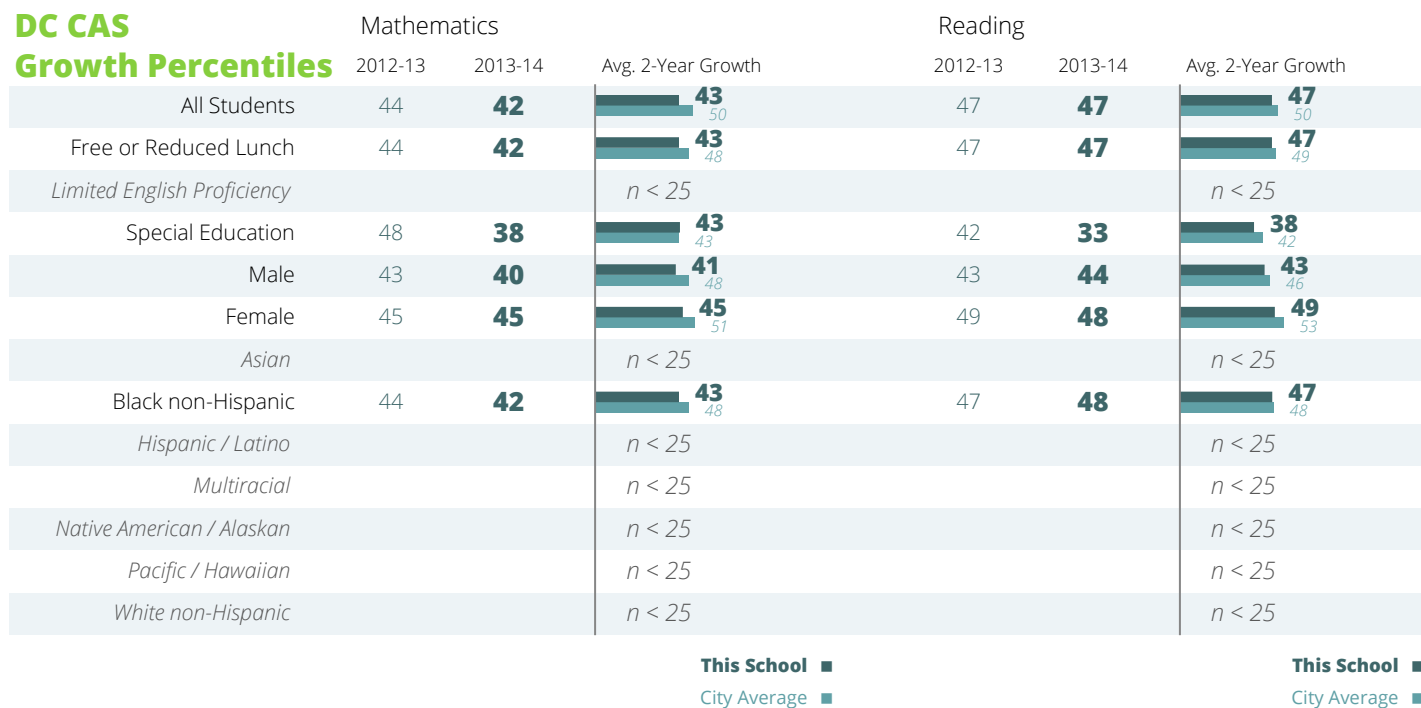 DC CAS
Growth Percentiles
Mathematics Reading
2012-13 2013-14 Avg. 2-Year Growth 2012-13 2013-14 Avg. 2-Year Growth
All Students 44 42 43 50 47 47 47 50
Free or Reduced Lunch 44 42 43 48 47 47 47 49
Limited English Proficiency n < 25 n < 25
Special Education 48 38 43 43 42 33 38 42
Male 43 40 41 48 43 44 43 46
Female 45 45 45 51 49 48 49 53
Asian n < 25 n < 25
Black non-Hispanic 44 42 43 48 47 48 47 48
Hispanic / Latino n < 25 n < 25
Multiracial n < 25 n < 25
Native American / Alaskan n < 25 n < 25
Pacific / Hawaiian n < 25 n < 25
White non-Hispanic n < 25 n < 25
This School This School
City Average City Average